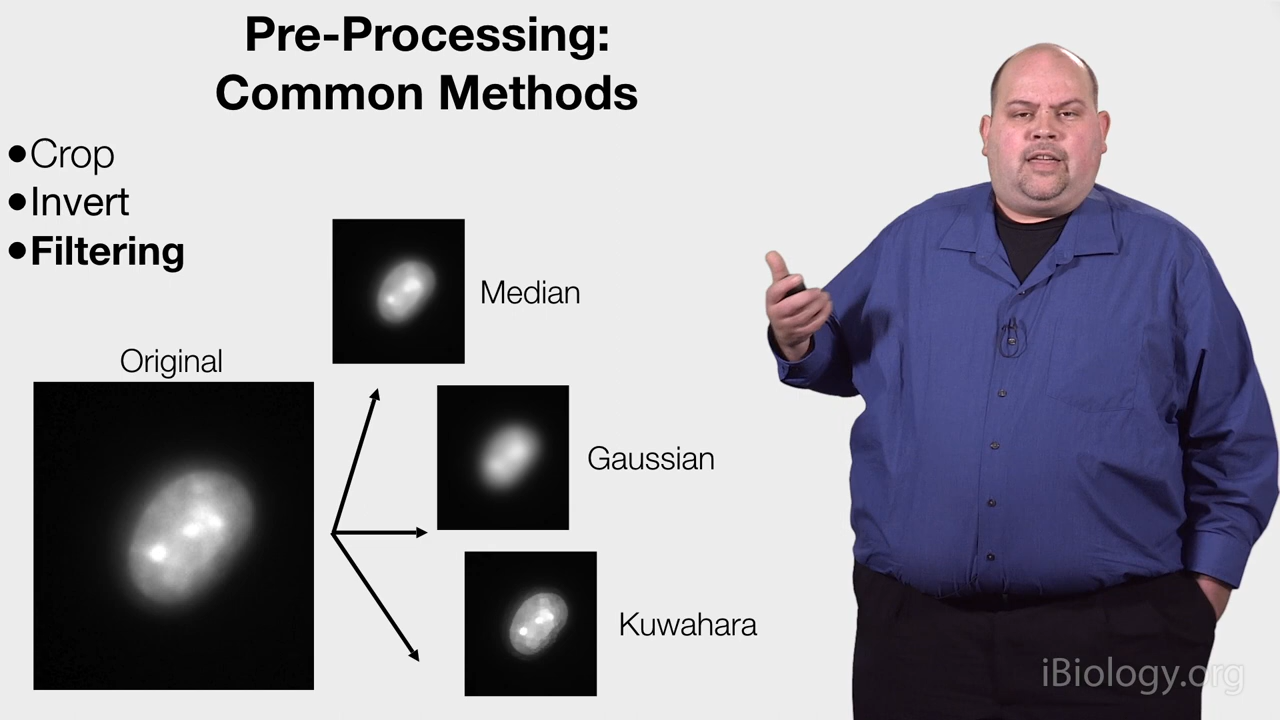 Pre-Processing:
Common Methods
●Crop
●Invert
●Filtering
Median
Original
Gaussian
Kuwahara
iBiology.org